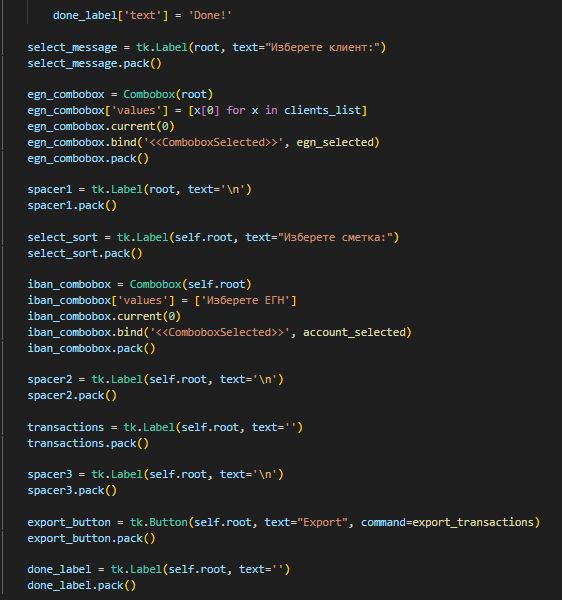 done_label['text'] = 'Done!'
select_message = tk.Label(root, text="Изберете клиент:")
select_message.pack()
egn_combobox = Combobox(root)
egn_combobox['values'] = [x[0] for x in clients_list]
egn_combobox.current(0)
egn_combobox.bind('<<ComboboxSelected>>', egn_selected)
egn_combobox.pack()
spacer1 = tk.Label(root, text='\n')
spacer1.pack()
select_sort = tk.Label(self.root, text="Изберете сметка:")
select_sort.pack()
iban_combobox = Combobox(self.root)
iban_combobox['values'] = ['Изберете ЕГН']
iban_combobox.current(0)
iban_combobox.bind('<<ComboboxSelected>>', account_selected)
iban_combobox.pack()
spacer2 = tk.Label(self.root, text='\n')
spacer2.pack()
transactions = tk.Label(self.root, text='')
transactions.pack()
spacer3 = tk.Label(self.root, text='\n')
spacer3.pack()
export_button = tk.Button(self.root, text="Export", command=export_transactions)
export_button.pack()
done_label = tk.Label(self.root, text='')
done_label.pack()